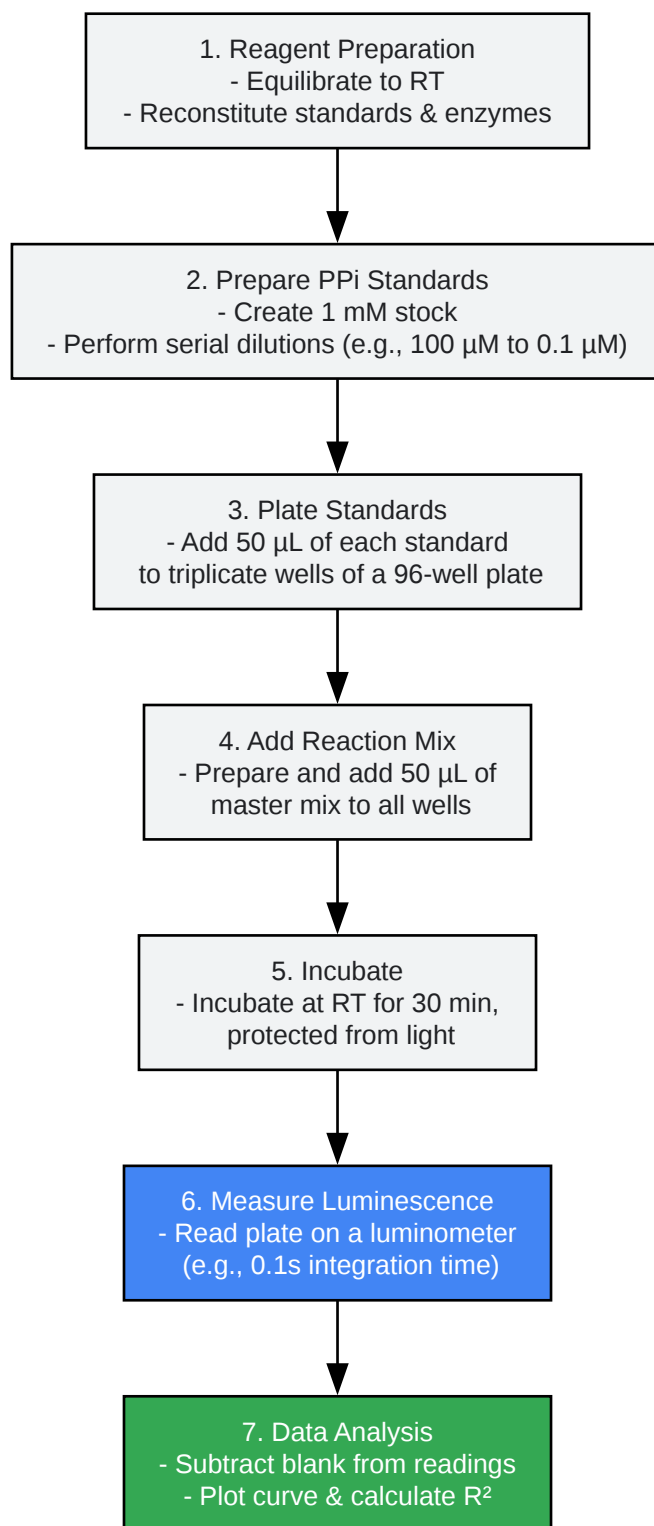 1. Reagent Preparation
- Equilibrate to RT
- Reconstitute standards & enzymes
2. Prepare PPi Standards
- Create 1 mM stock
- Perform serial dilutions (e.g., 100 µM to 0.1 µM)
3. Plate Standards
- Add 50 µL of each standard
to triplicate wells of a 96-well plate
4. Add Reaction Mix
- Prepare and add 50 µL of
master mix to all wells
5. Incubate
- Incubate at RT for 30 min,
protected from light
6. Measure Luminescence
- Read plate on a luminometer
(e.g., 0.1s integration time)
7. Data Analysis
- Subtract blank from readings
- Plot curve & calculate R²